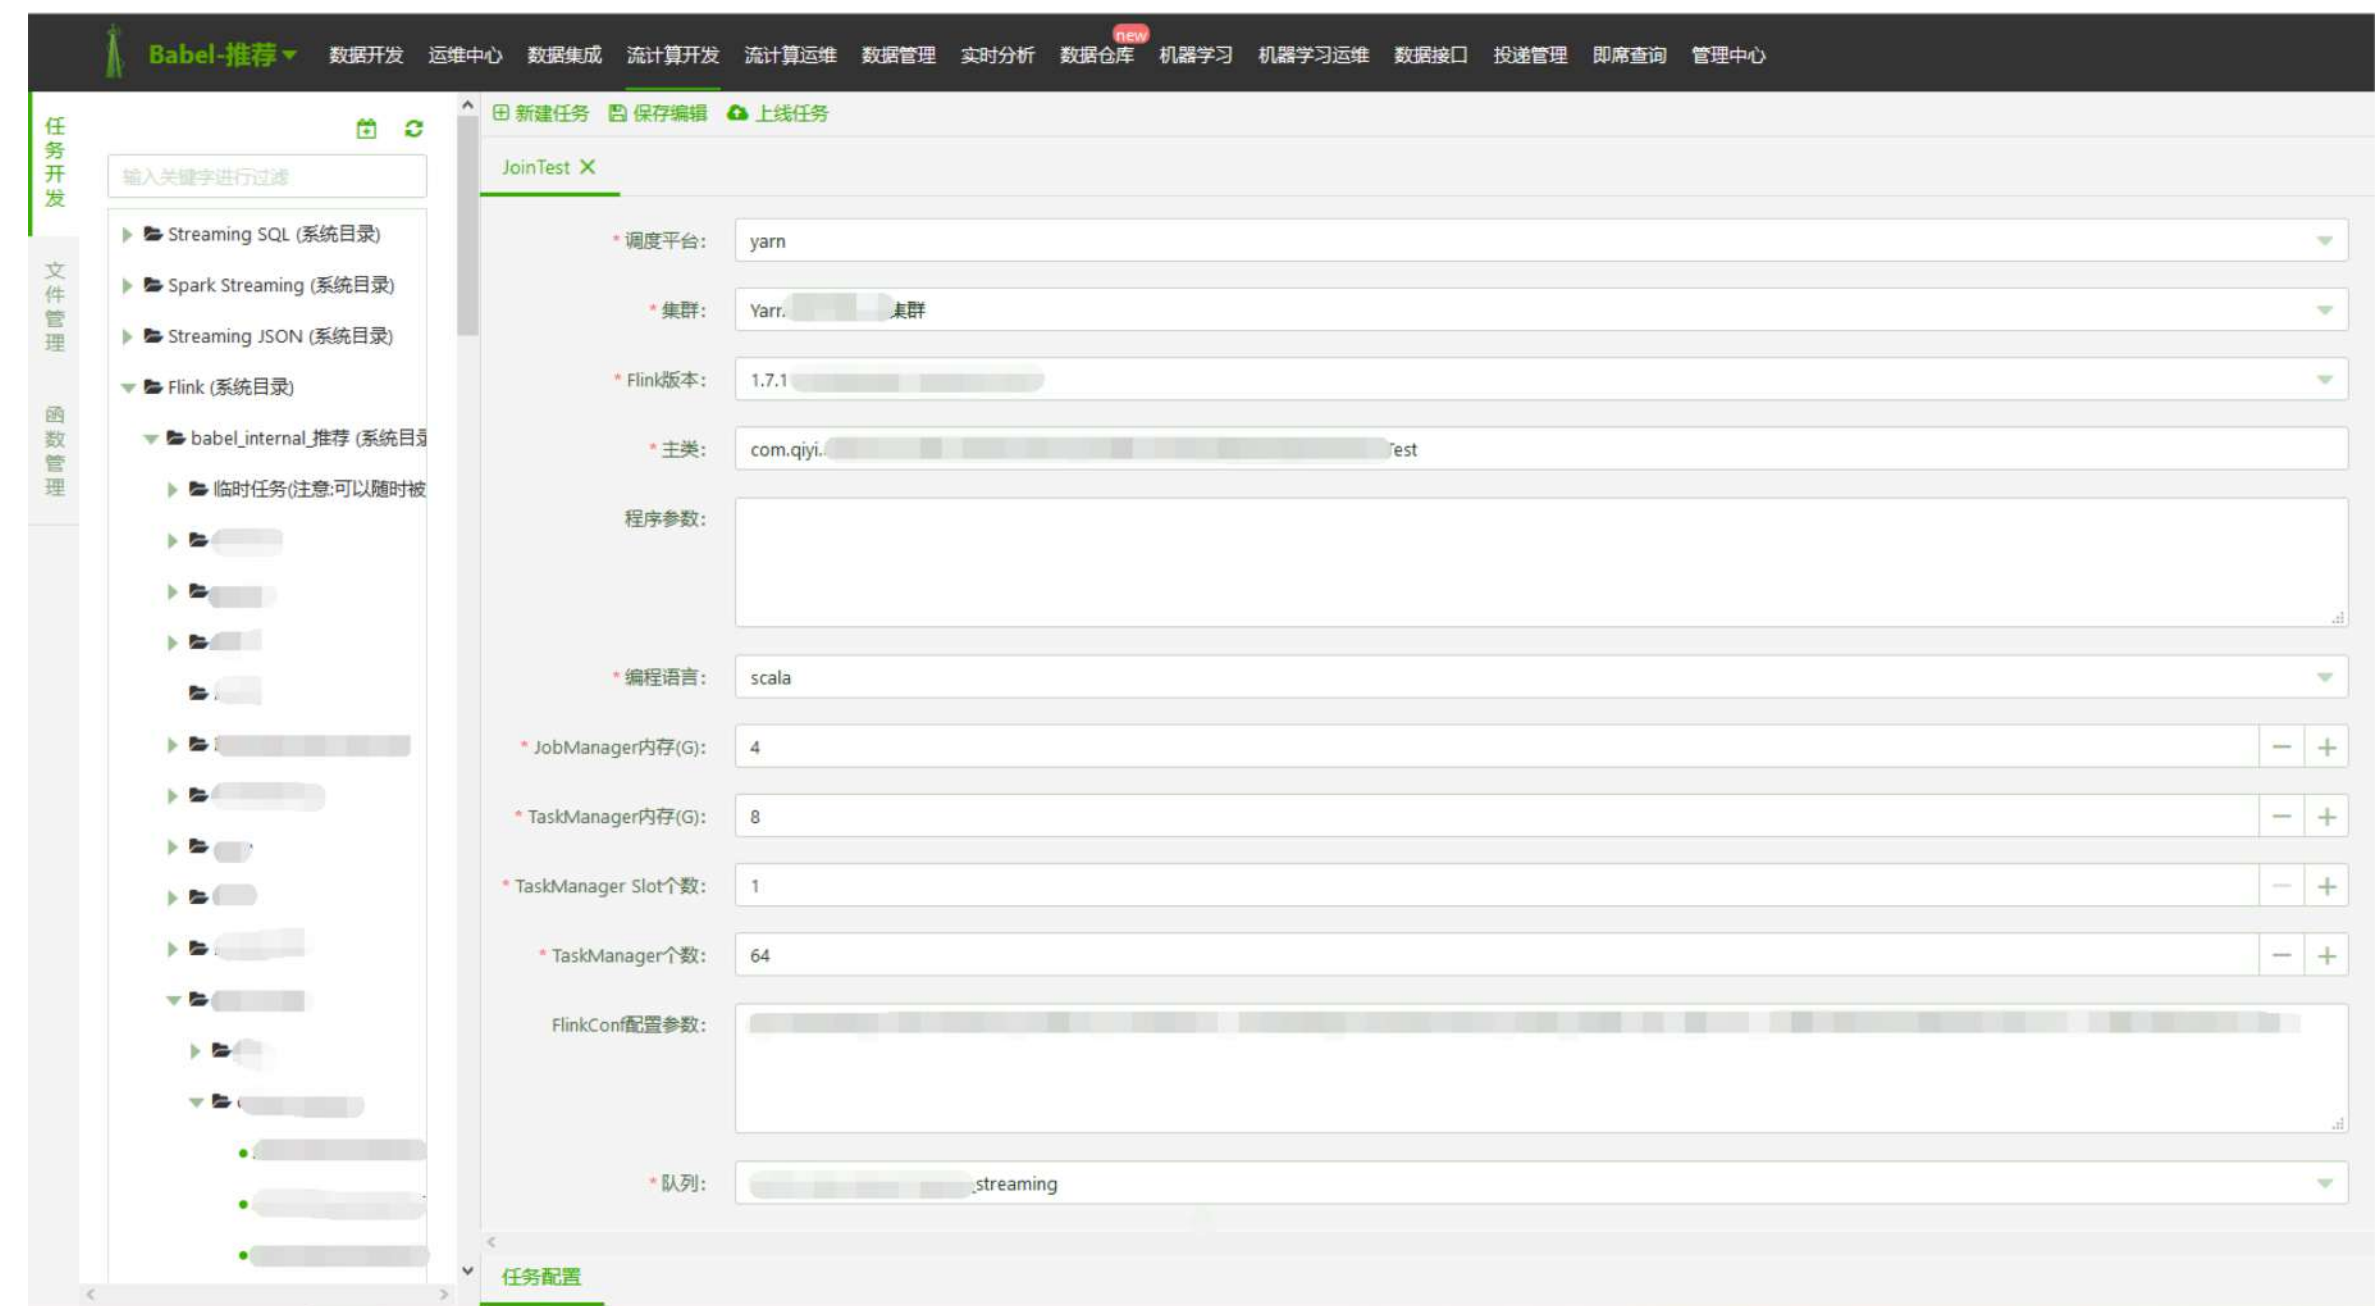 Babel-推荐 数据开发 运维中心 数据集成 流计算开发 流计算运维 数据管理 实时分析 数据仓库 new 机器学习 机器学习运维 数据接口 投递管理 即席查询 管理中心
任务开发
文件管理
函数管理
输入关键字进行过滤
Streaming SQL (系统目录)
Spark Streaming (系统目录)
Streaming JSON (系统目录)
Flink (系统目录)
babel_internal_推荐 (系统目录
临时任务(注意:可以随时被
新建任务 保存编辑 上线任务
JoinTest
* 调度平台: yarn
* 集群: Yarn 集群
* Flink版本: 1.7.1
* 主类: com.qiyi. Test
程序参数:
* 编程语言: scala
* JobManager内存(G): 4
* TaskManager内存(G): 8
* TaskManager Slot个数: 1
* TaskManager个数: 64
FlinkConf配置参数:
* 队列: _streaming
任务配置